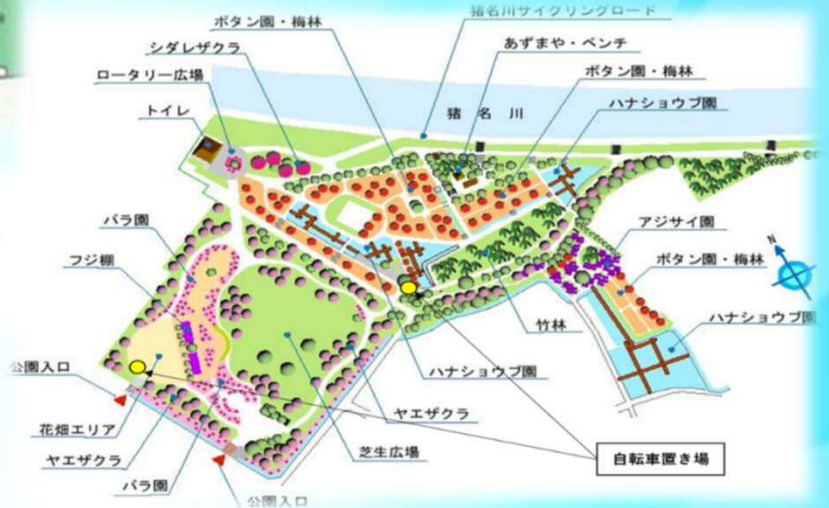 猪名川サイクリングロード
ボタン園・梅林
あずまや・ベンチ
シダレザクラ
ボタン園・梅林
ロータリー広場
ハナショウブ園
トイレ
猪名川
バラ園
アジサイ園
フジ棚
ボタン園・梅林
N
ハナショウブ園
竹林
公園入口
ハナショウブ園
ヤエザクラ
花畑エリア
芝生広場
自転車置き場
ヤエザクラ
バラ園
公園入口